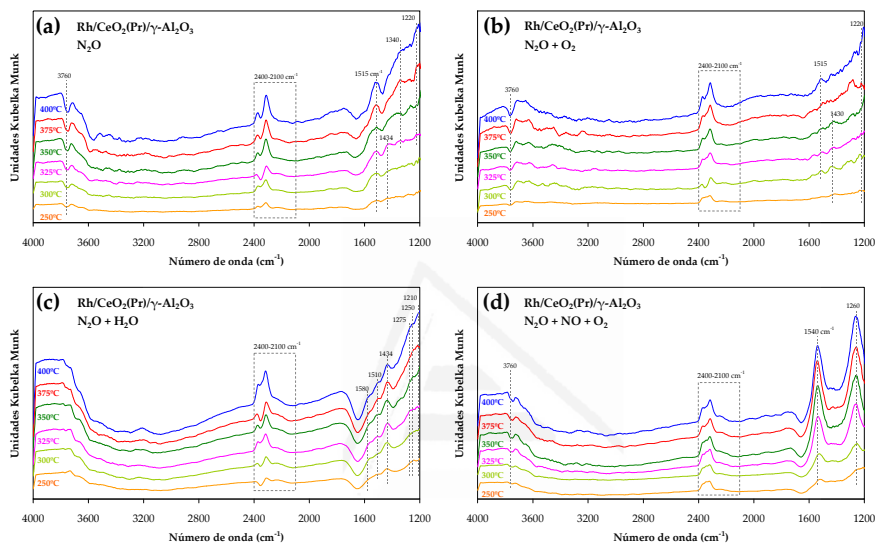 (a)
Rh/CeO₂(Pr)/γ-Al₂O₃
N₂O
1220
1340
3760
2400-2100 cm⁻¹
1515 cm⁻¹
1434
400ºC
375ºC
350ºC
325ºC
300ºC
250ºC
Unidades Kubelka Munk
4000 3600 3200 2800 2400 2000 1600 1200
Número de onda (cm⁻¹)
(b)
Rh/CeO₂(Pr)/γ-Al₂O₃
N₂O + O₂
1220
3760
2400-2100 cm⁻¹
1515
1430
400ºC
375ºC
350ºC
325ºC
300ºC
250ºC
Unidades Kubelka Munk
4000 3600 3200 2800 2400 2000 1600 1200
Número de onda (cm⁻¹)
(c)
Rh/CeO₂(Pr)/γ-Al₂O₃
N₂O + H₂O
1210
1250
1275
2400-2100 cm⁻¹
1434
1510
1580
400ºC
375ºC
350ºC
325ºC
300ºC
250ºC
Unidades Kubelka Munk
4000 3600 3200 2800 2400 2000 1600 1200
Número de onda (cm⁻¹)
(d)
Rh/CeO₂(Pr)/γ-Al₂O₃
N₂O + NO + O₂
1260
1540 cm⁻¹
3760
2400-2100 cm⁻¹
400ºC
375ºC
350ºC
325ºC
300ºC
250ºC
Unidades Kubelka Munk
4000 3600 3200 2800 2400 2000 1600 1200
Número de onda (cm⁻¹)